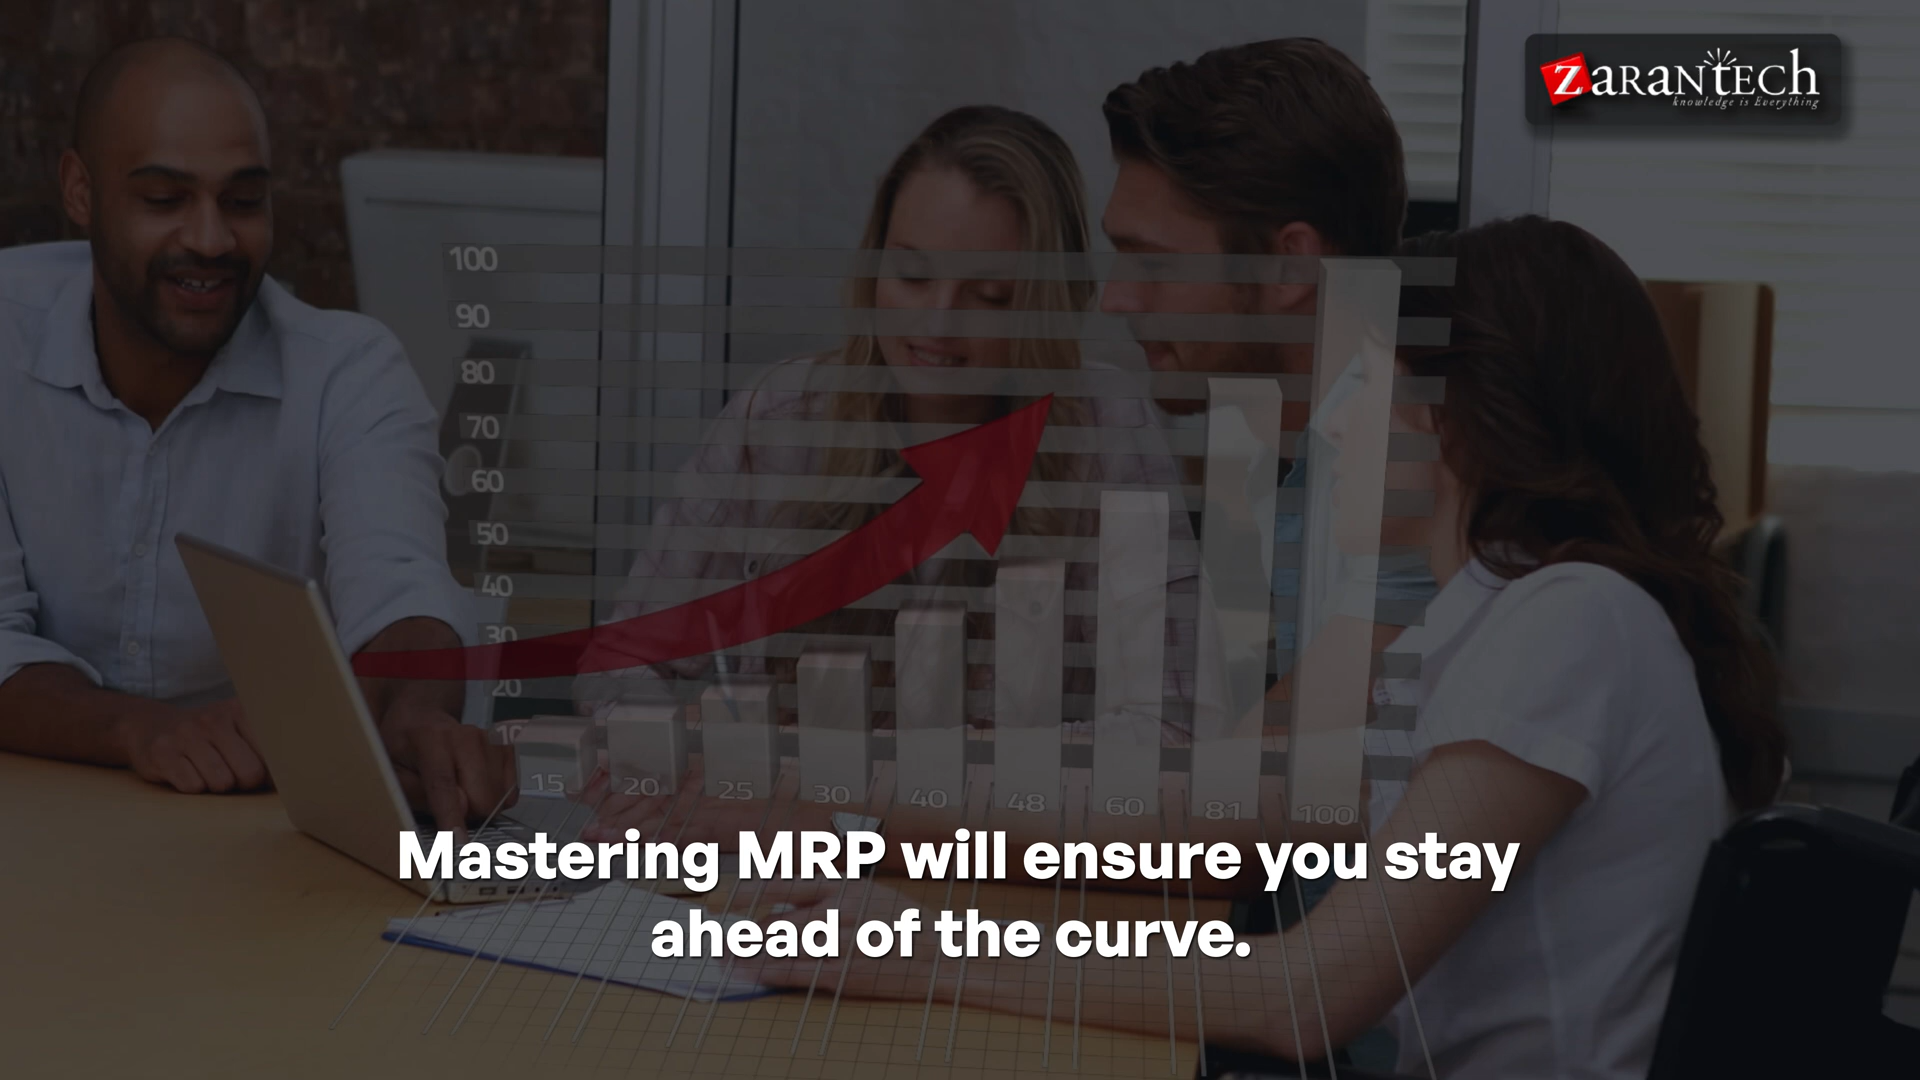 ZARANTECH
knowledge is Everything
100
90
80
70
60
50
40
30
20
10
15 20 25 30 40 48 60 81 100
Mastering MRP will ensure you stay
ahead of the curve.